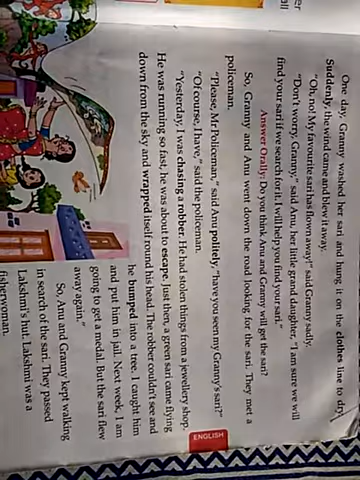 One day, Granny washed her sari and hung it on the clothes line to dry.
Suddenly, the wind came and blew it away.
"Oh, no! My favourite sari has flown away!" said Granny sadly.
"Don't worry, Granny," said Anu, her little grand daughter. "I am sure we will
find your sari if we search for it. I will help you find your sari."
Answer Orally: Do you think Anu and Granny will get the sari?
So, Granny and Anu went down the road looking for the sari. They met a
policeman.
"Please, Mr Policeman," said Anu politely, "have you seen my Granny's sari?"
"Of course, I have," said the policeman.
"Yesterday, I was chasing a robber. He had stolen things from a jewellery shop.
He was running so fast, he was about to escape. Just then, a green sari came flying
down from the sky and wrapped itself round his head. The robber couldn't see and
he bumped into a tree. I caught him
and put him in jail. Next week, I am
going to get a medal. But the sari flew
away again."
So, Anu and Granny kept walking
in search of the sari. They passed
Lakshmi's hut. Lakshmi was a
fisherwoman.
ENGLISH